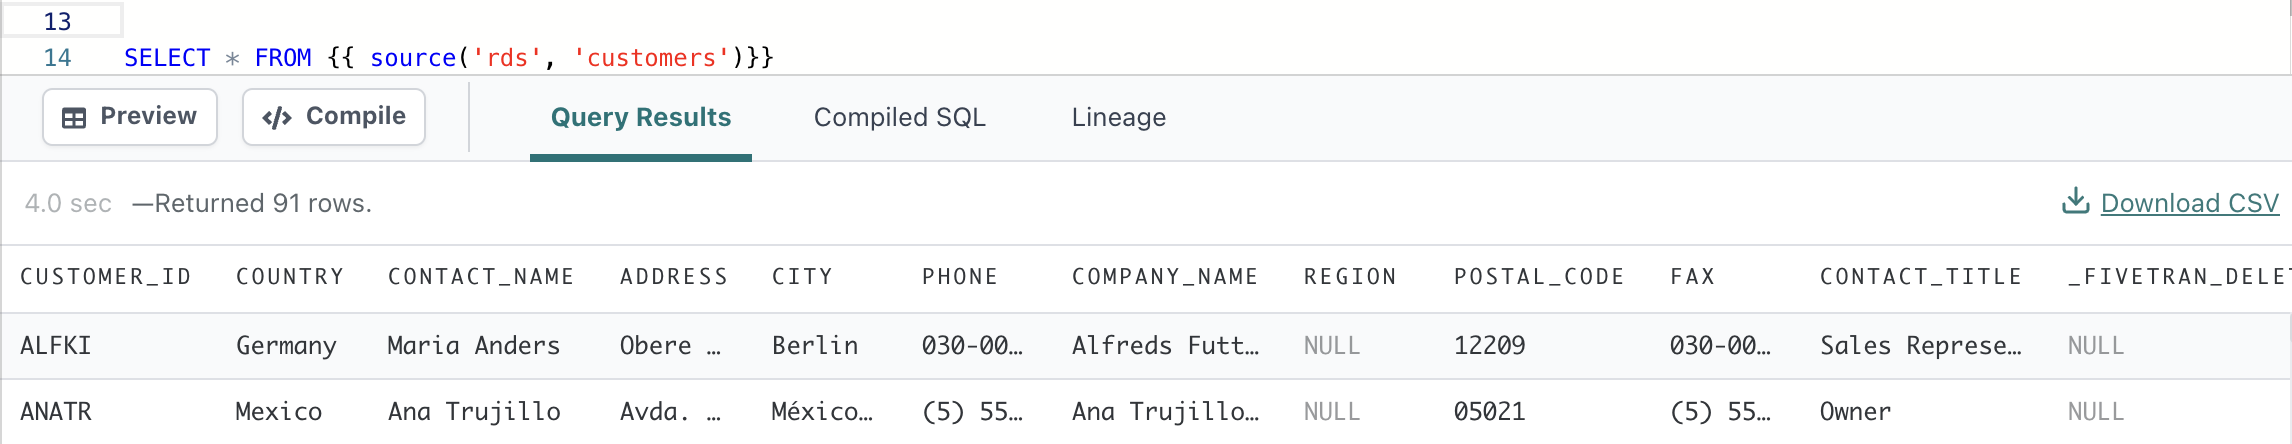 13
14 SELECT * FROM {{ source('rds', 'customers')}}
Preview </> Compile Query Results Compiled SQL Lineage
4.0 sec —Returned 91 rows. Download CSV
CUSTOMER_ID COUNTRY CONTACT_NAME ADDRESS CITY PHONE COMPANY_NAME REGION POSTAL_CODE FAX CONTACT_TITLE _FIVETRAN_DELE
ALFKI Germany Maria Anders Obere … Berlin 030-00… Alfreds Futt… NULL 12209 030-00… Sales Represe… NULL
ANATR Mexico Ana Trujillo Avda. … México… (5) 55… Ana Trujillo… NULL 05021 (5) 55… Owner NULL